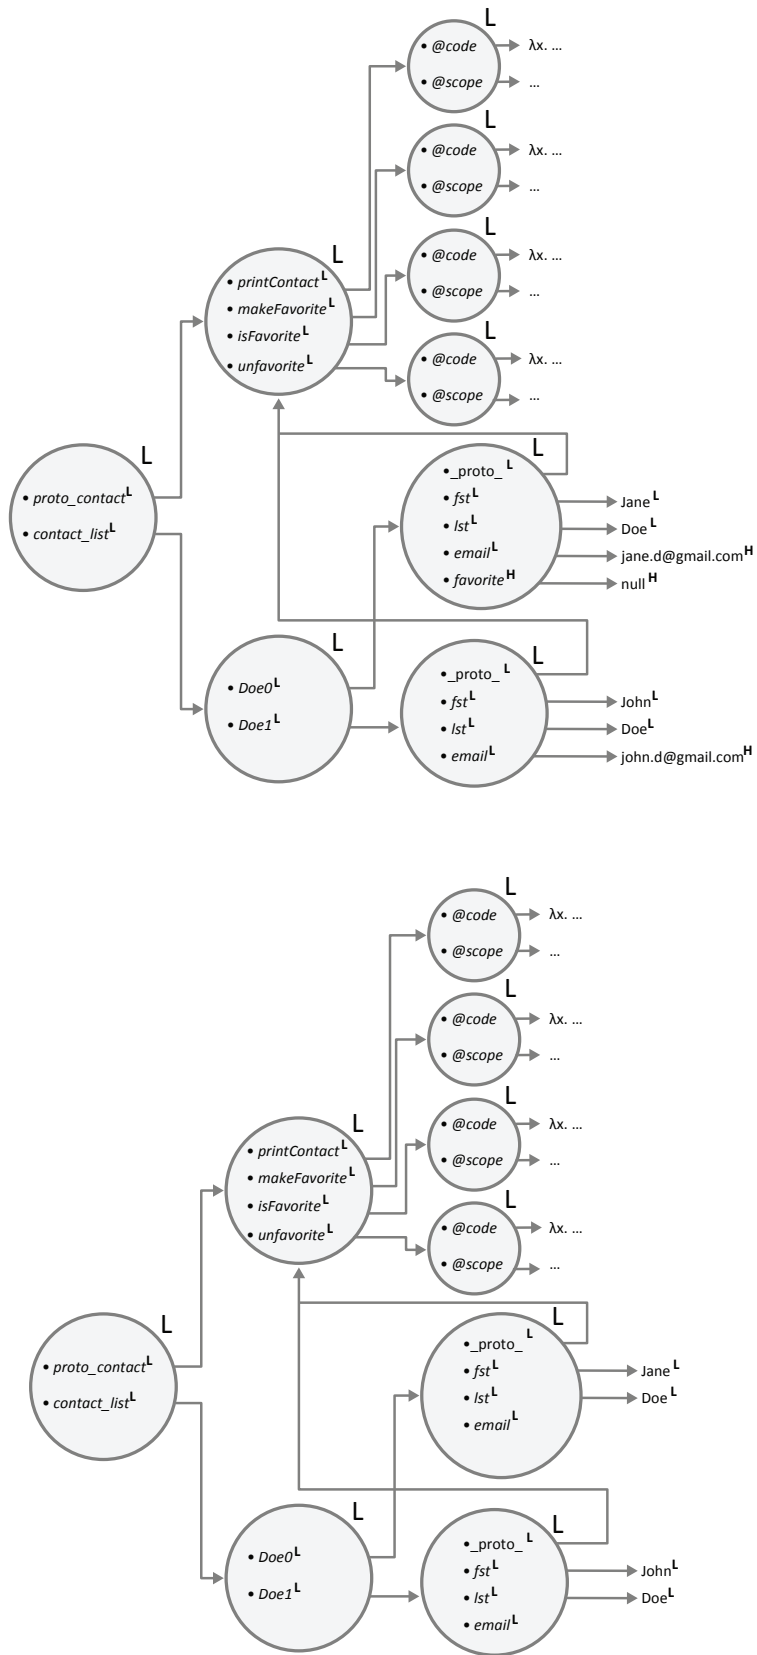 L
• @code λx. ...
• @scope ...
L
• @code λx. ...
• @scope ...
L
• @code λx. ...
• @scope ...
L
• @code λx. ...
• @scope ...
L
• printContact L
• makeFavorite L
• isFavorite L
• unfavorite L
L
• proto_contact L
• contact_list L
L
• _proto_ L
• fst L Jane L
• lst L Doe L
• email L jane.d@gmail.com H
• favorite H null H
L
• Doe0 L
• Doe1 L
L
• _proto_ L
• fst L John L
• lst L Doe L
• email L john.d@gmail.com H
L
• @code λx. ...
• @scope ...
L
• @code λx. ...
• @scope ...
L
• @code λx. ...
• @scope ...
L
• @code λx. ...
• @scope ...
L
• printContact L
• makeFavorite L
• isFavorite L
• unfavorite L
L
• proto_contact L
• contact_list L
L
• _proto_ L
• fst L Jane L
• lst L Doe L
• email L
L
• Doe0 L
• Doe1 L
L
• _proto_ L
• fst L John L
• lst L Doe L
• email L